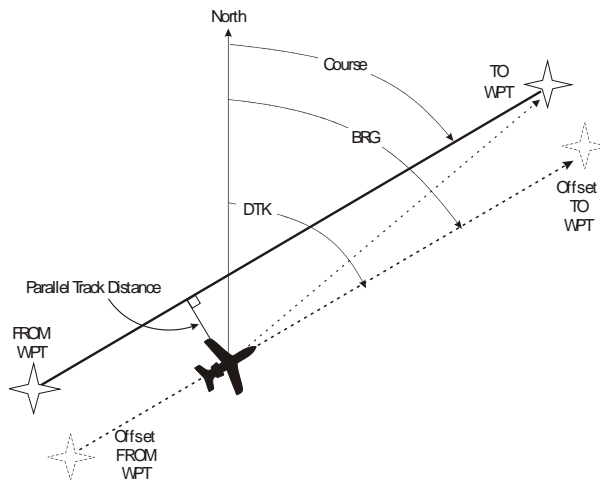 North
Course
TO
WPT
BRG
Offset
TO
WPT
DTK
Parallel Track Distance
FROM
WPT
Offset
FROM
WPT